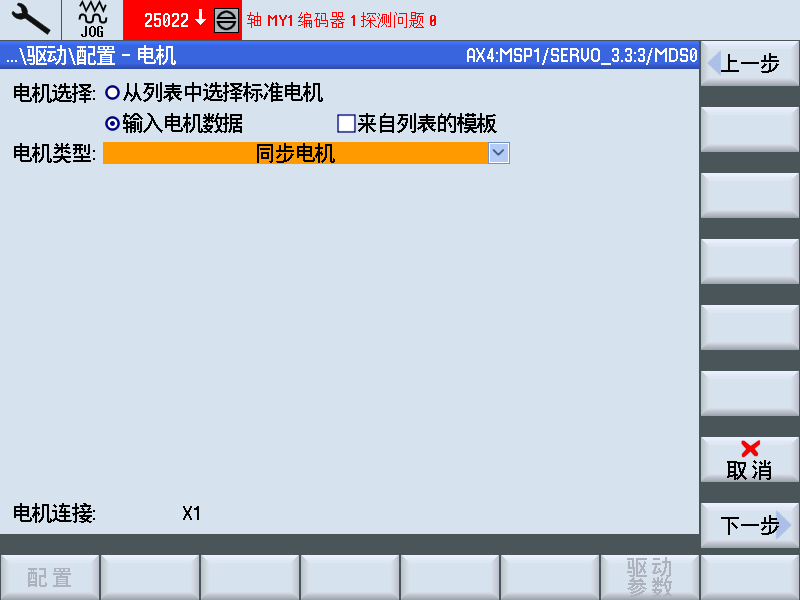 JOG
25022 ↓ 轴 MY1 编码器 1 探测问题 0
...\驱动\配置 - 电机 AX4:MSP1/SERVO_3.3:3/MDS0
上一步
电机选择: 从列表中选择标准电机
输入电机数据 来自列表的模板
电机类型: 同步电机
取消
电机连接: X1
下一步
配置 驱动
参数